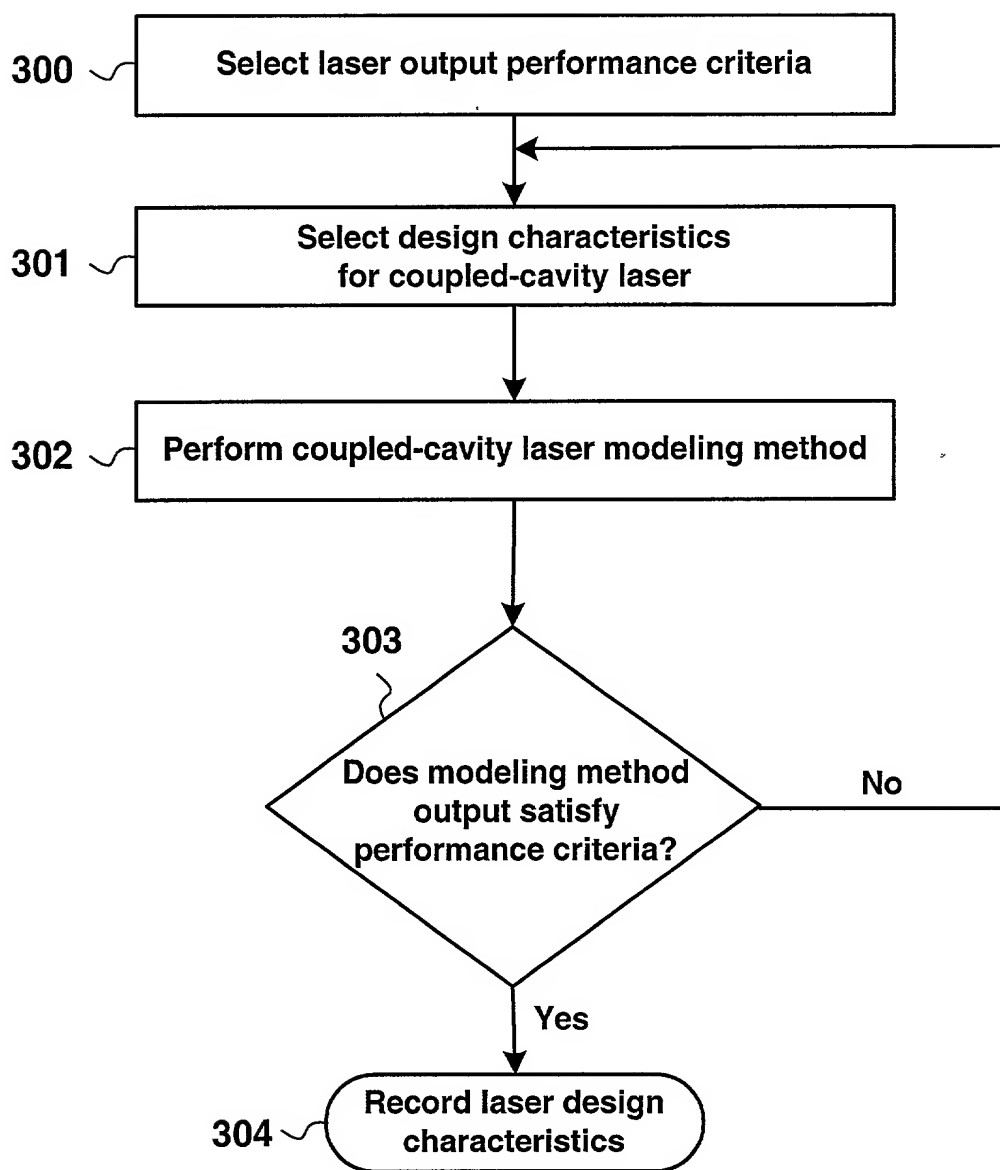 300
Select laser output performance criteria
301
Select design characteristics
for coupled-cavity laser
302
Perform coupled-cavity laser modeling method
303
Does modeling method
output satisfy
performance criteria?
No
Yes
304
Record laser design
characteristics